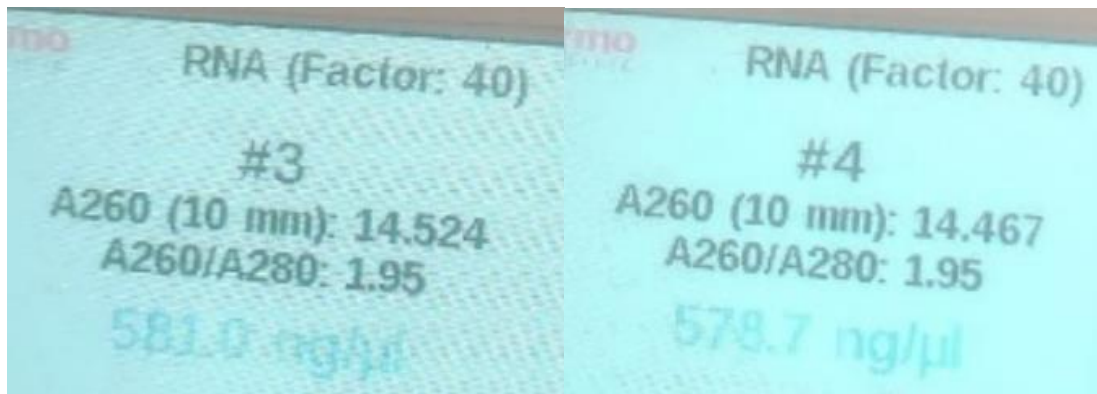 RNA (Factor: 40)
#3
A260 (10 mm): 14.524
A260/A280: 1.95
581.0 ng/µl
RNA (Factor: 40)
#4
A260 (10 mm): 14.467
A260/A280: 1.95
578.7 ng/µl